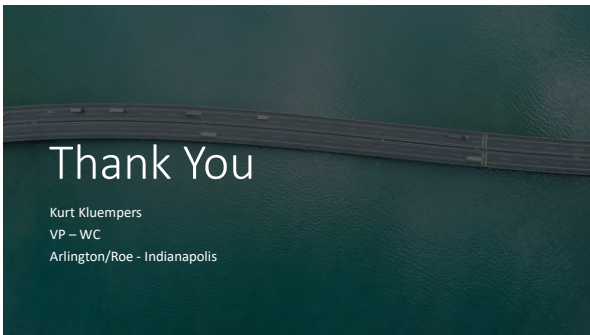 Thank You
Kurt Kluempers
VP – WC
Arlington/Roe - Indianapolis